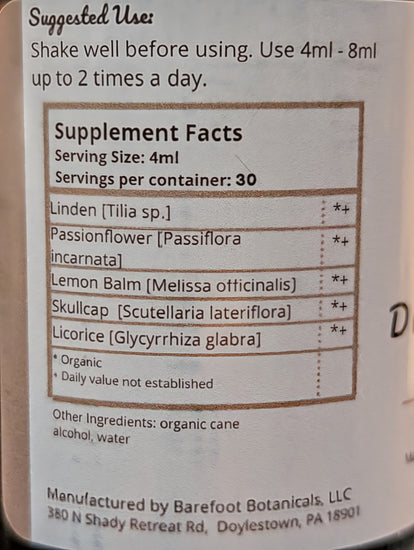 Suggested Use:
Shake well before using. Use 4ml - 8ml
up to 2 times a day.
Supplement Facts
Serving Size: 4ml
Servings per container: 30
Linden [Tilia sp.] *+
Passionflower [Passiflora *+
incarnata]
Lemon Balm [Melissa officinalis] *+
Skullcap [Scutellaria lateriflora] *+
Licorice [Glycyrrhiza glabra] *+
* Organic
+ Daily value not established
Other Ingredients: organic cane
alcohol, water
Manufactured by Barefoot Botanicals, LLC
380 N Shady Retreat Rd, Doylestown, PA 18901